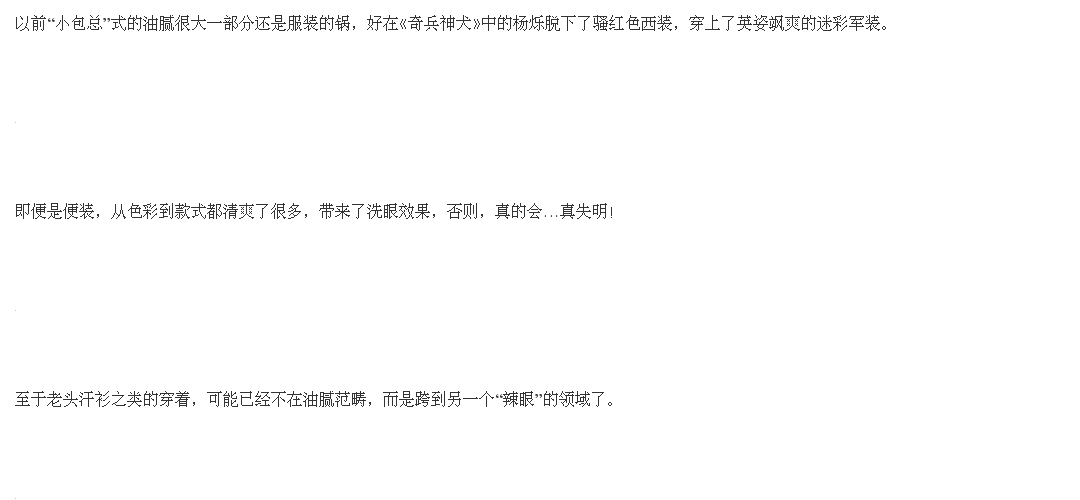 以前“小包总”式的油腻很大一部分还是服装的锅，好在《奇兵神犬》中的杨烁脱下了骚红色西装，穿上了英姿飒爽的迷彩军装。
即便是便装，从色彩到款式都清爽了很多，带来了洗眼效果，否则，真的会…真失明！
至于老头汗衫之类的穿着，可能已经不在油腻范畴，而是跨到另一个“辣眼”的领域了。